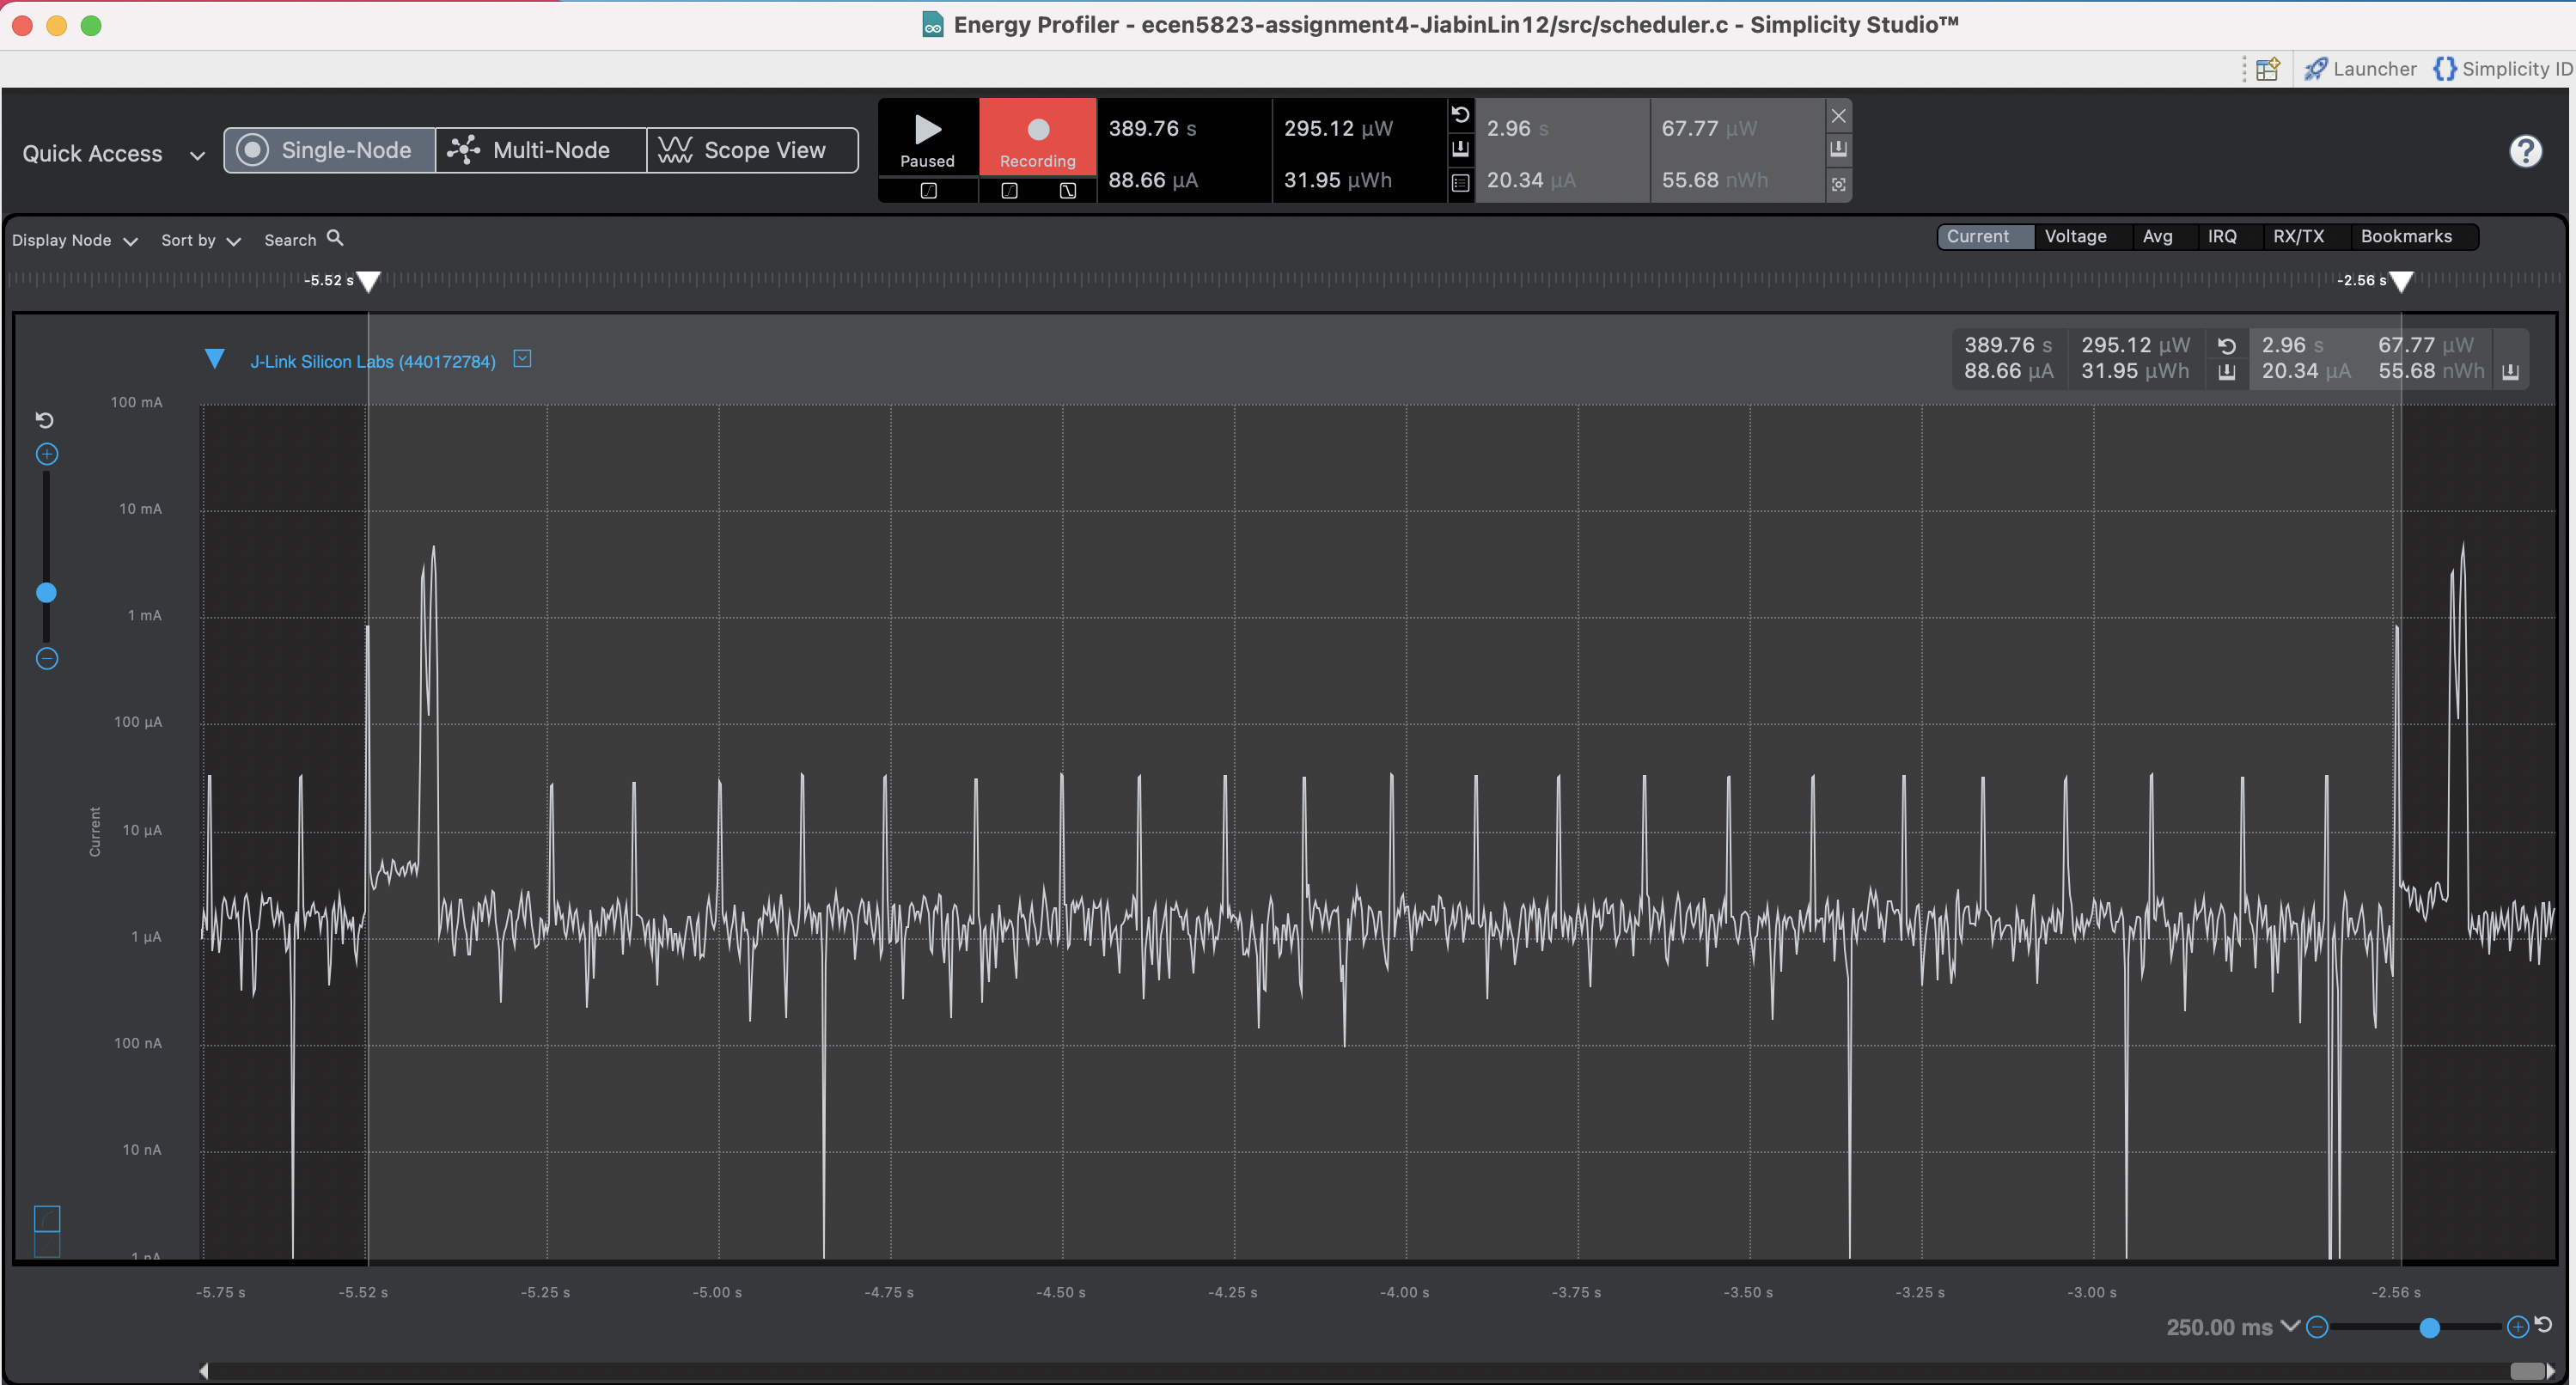 Energy Profiler - ecen5823-assignment4-JiabinLin12/src/scheduler.c - Simplicity Studio™
Launcher
Simplicity ID
Quick Access
Single-Node
Multi-Node
Scope View
Paused
Recording
389.76 s
295.12 µW
2.96 s
67.77 µW
88.66 µA
31.95 µWh
20.34 µA
55.68 nWh
Display Node
Sort by
Search
Current
Voltage
Avg
IRQ
RX/TX
Bookmarks
-5.52 s
-2.56 s
J-Link Silicon Labs (440172784)
389.76 s
295.12 µW
2.96 s
67.77 µW
88.66 µA
31.95 µWh
20.34 µA
55.68 nWh
100 mA
10 mA
1 mA
100 µA
10 µA
1 µA
100 nA
10 nA
1 nA
Current
-5.75 s
-5.52 s
-5.25 s
-5.00 s
-4.75 s
-4.50 s
-4.25 s
-4.00 s
-3.75 s
-3.50 s
-3.25 s
-3.00 s
-2.56 s
250.00 ms